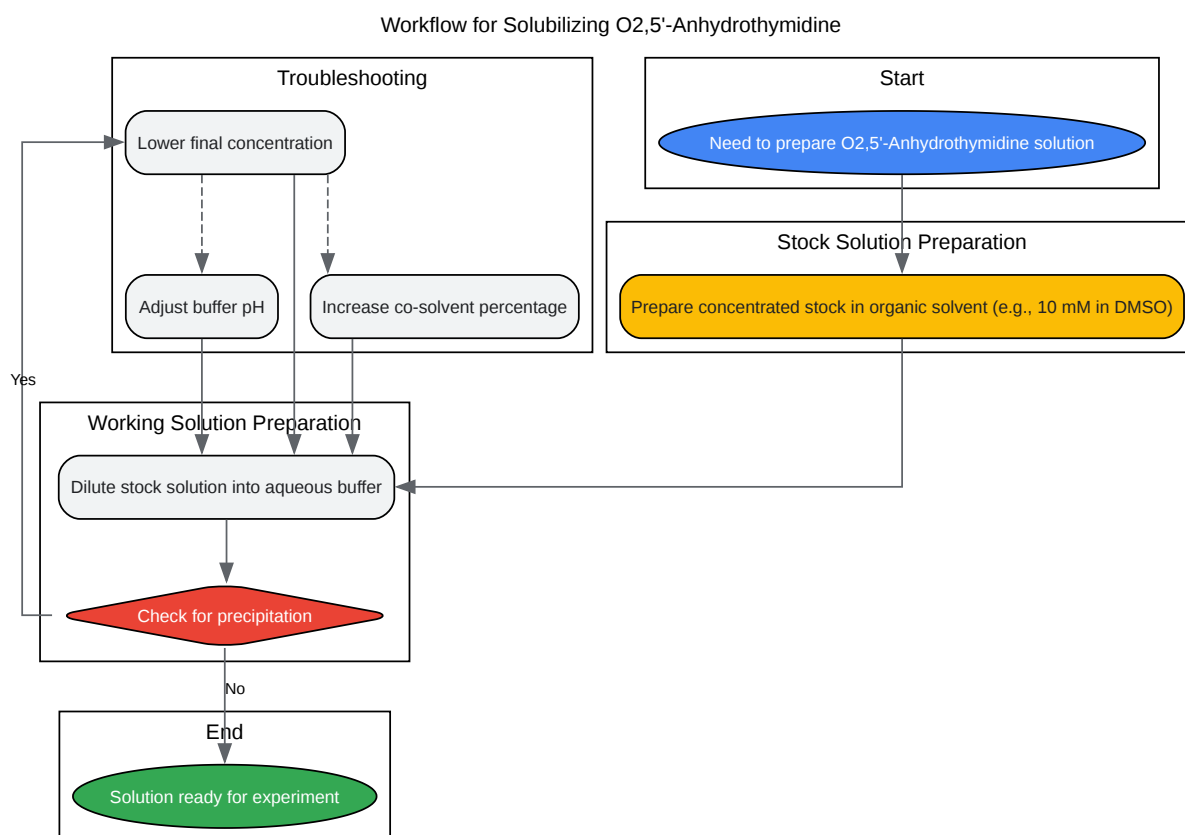 Workflow for Solubilizing O2,5'-Anhydrothymidine
Troubleshooting
Start
Lower final concentration
Need to prepare O2,5'-Anhydrothymidine solution
Stock Solution Preparation
Adjust buffer pH
Increase co-solvent percentage
Prepare concentrated stock in organic solvent (e.g., 10 mM in DMSO)
Yes
Working Solution Preparation
Dilute stock solution into aqueous buffer
Check for precipitation
No
End
Solution ready for experiment